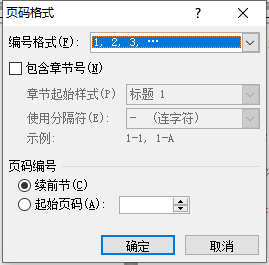 页码格式
编号格式(F): 1, 2, 3, …
包含章节号(N)
章节起始样式(P) 标题 1
使用分隔符(E): - (连字符)
示例: 1-1, 1-A
页码编号
续前节(C)
起始页码(A):
确定 取消